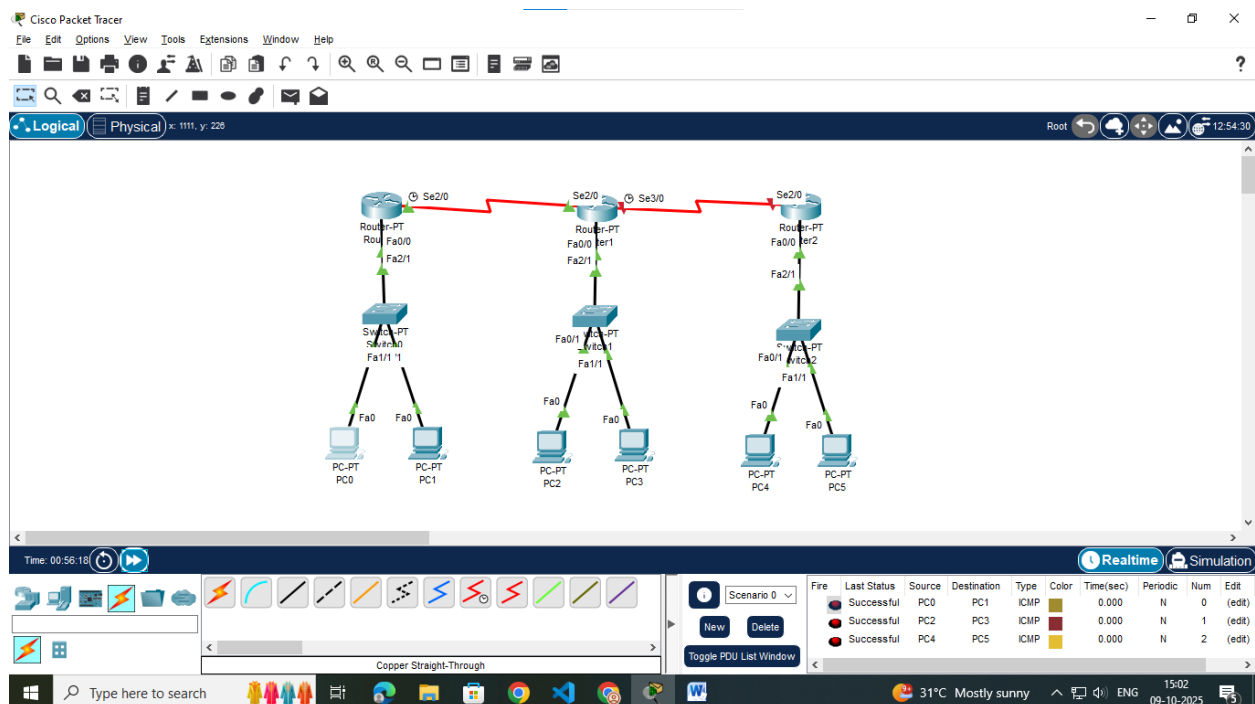 Cisco Packet Tracer
File Edit Options View Tools Extensions Window Help
?
Logical Physical x: 1111, y: 226 Root 12:54:30
Se2/0 Se2/0 Se3/0 Se2/0
Router-PT Router-PT Router-PT
Fa0/0 Fa0/0 ter1 Fa0/0 ter2
Fa2/1 Fa2/1 Fa2/1
Switch-PT
Switch0
Fa1/1 Fa0/1 Fa1/1 Fa0/1 Fa1/1
Fa0 Fa0 Fa0 Fa0 Fa0 Fa0
PC-PT PC-PT PC-PT PC-PT PC-PT PC-PT
PC0 PC1 PC2 PC3 PC4 PC5
Time: 00:56:18 Realtime Simulation
Scenario 0
New Delete
Toggle PDU List Window
Fire Last Status Source Destination Type Color Time(sec) Periodic Num Edit
Successful PC0 PC1 ICMP 0.000 N 0 (edit)
Successful PC2 PC3 ICMP 0.000 N 1 (edit)
Successful PC4 PC5 ICMP 0.000 N 2 (edit)
Copper Straight-Through
Type here to search 31°C Mostly sunny ENG 15:02
09-10-2025 5